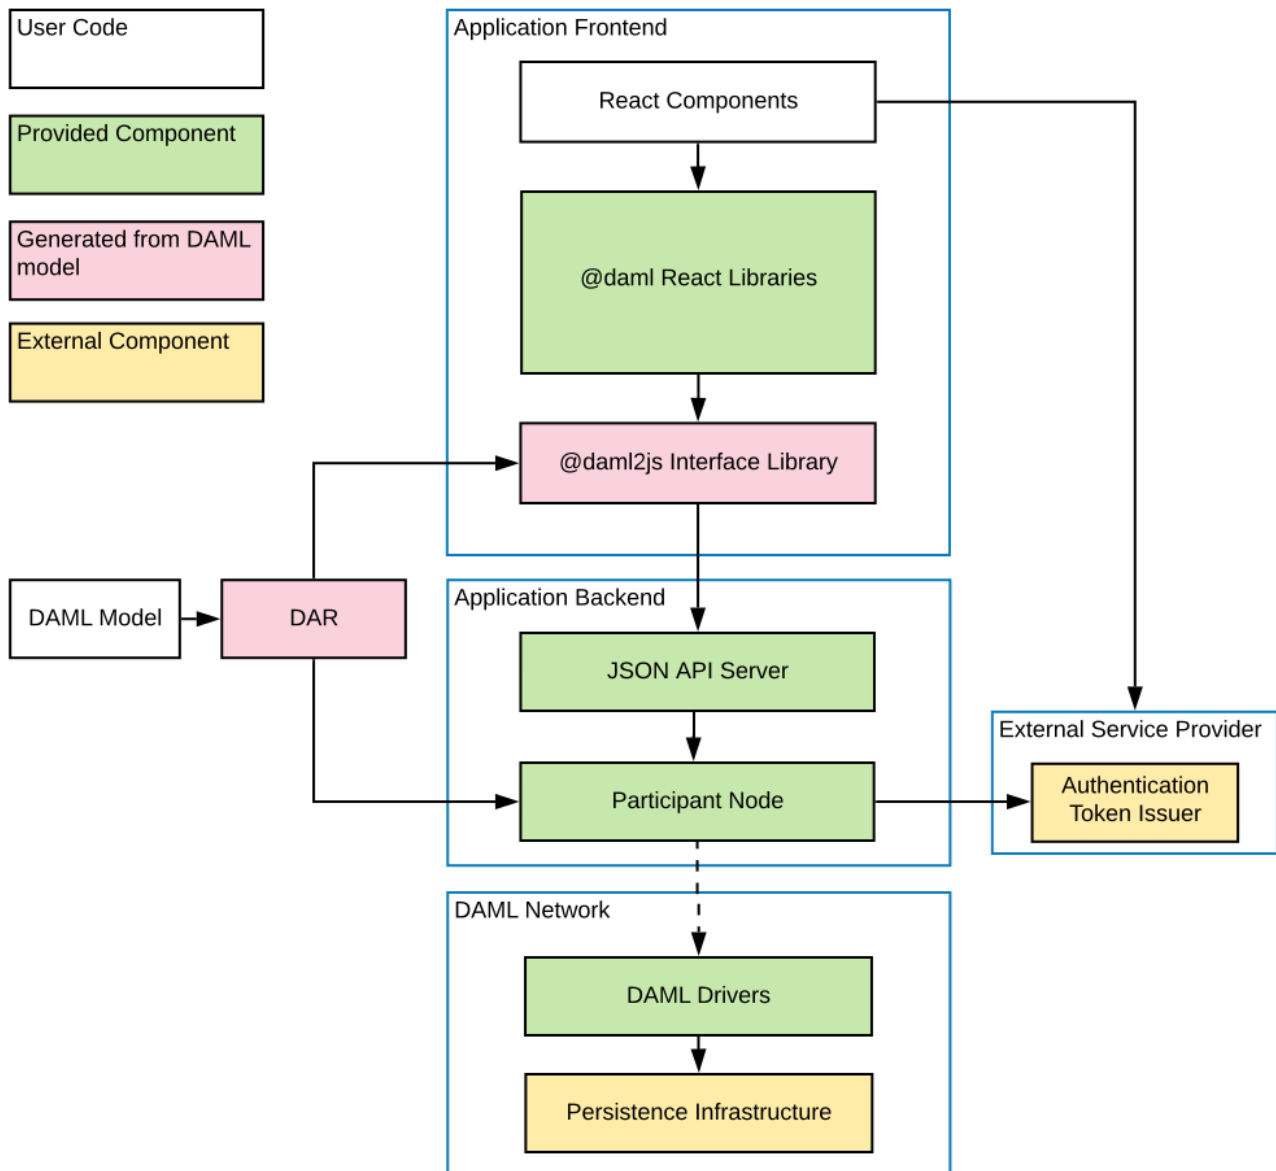 User Code
Provided Component
Generated from DAML
model
External Component
Application Frontend
React Components
@daml React Libraries
@daml2js Interface Library
DAML Model
DAR
Application Backend
JSON API Server
Participant Node
External Service Provider
Authentication
Token Issuer
DAML Network
DAML Drivers
Persistence Infrastructure